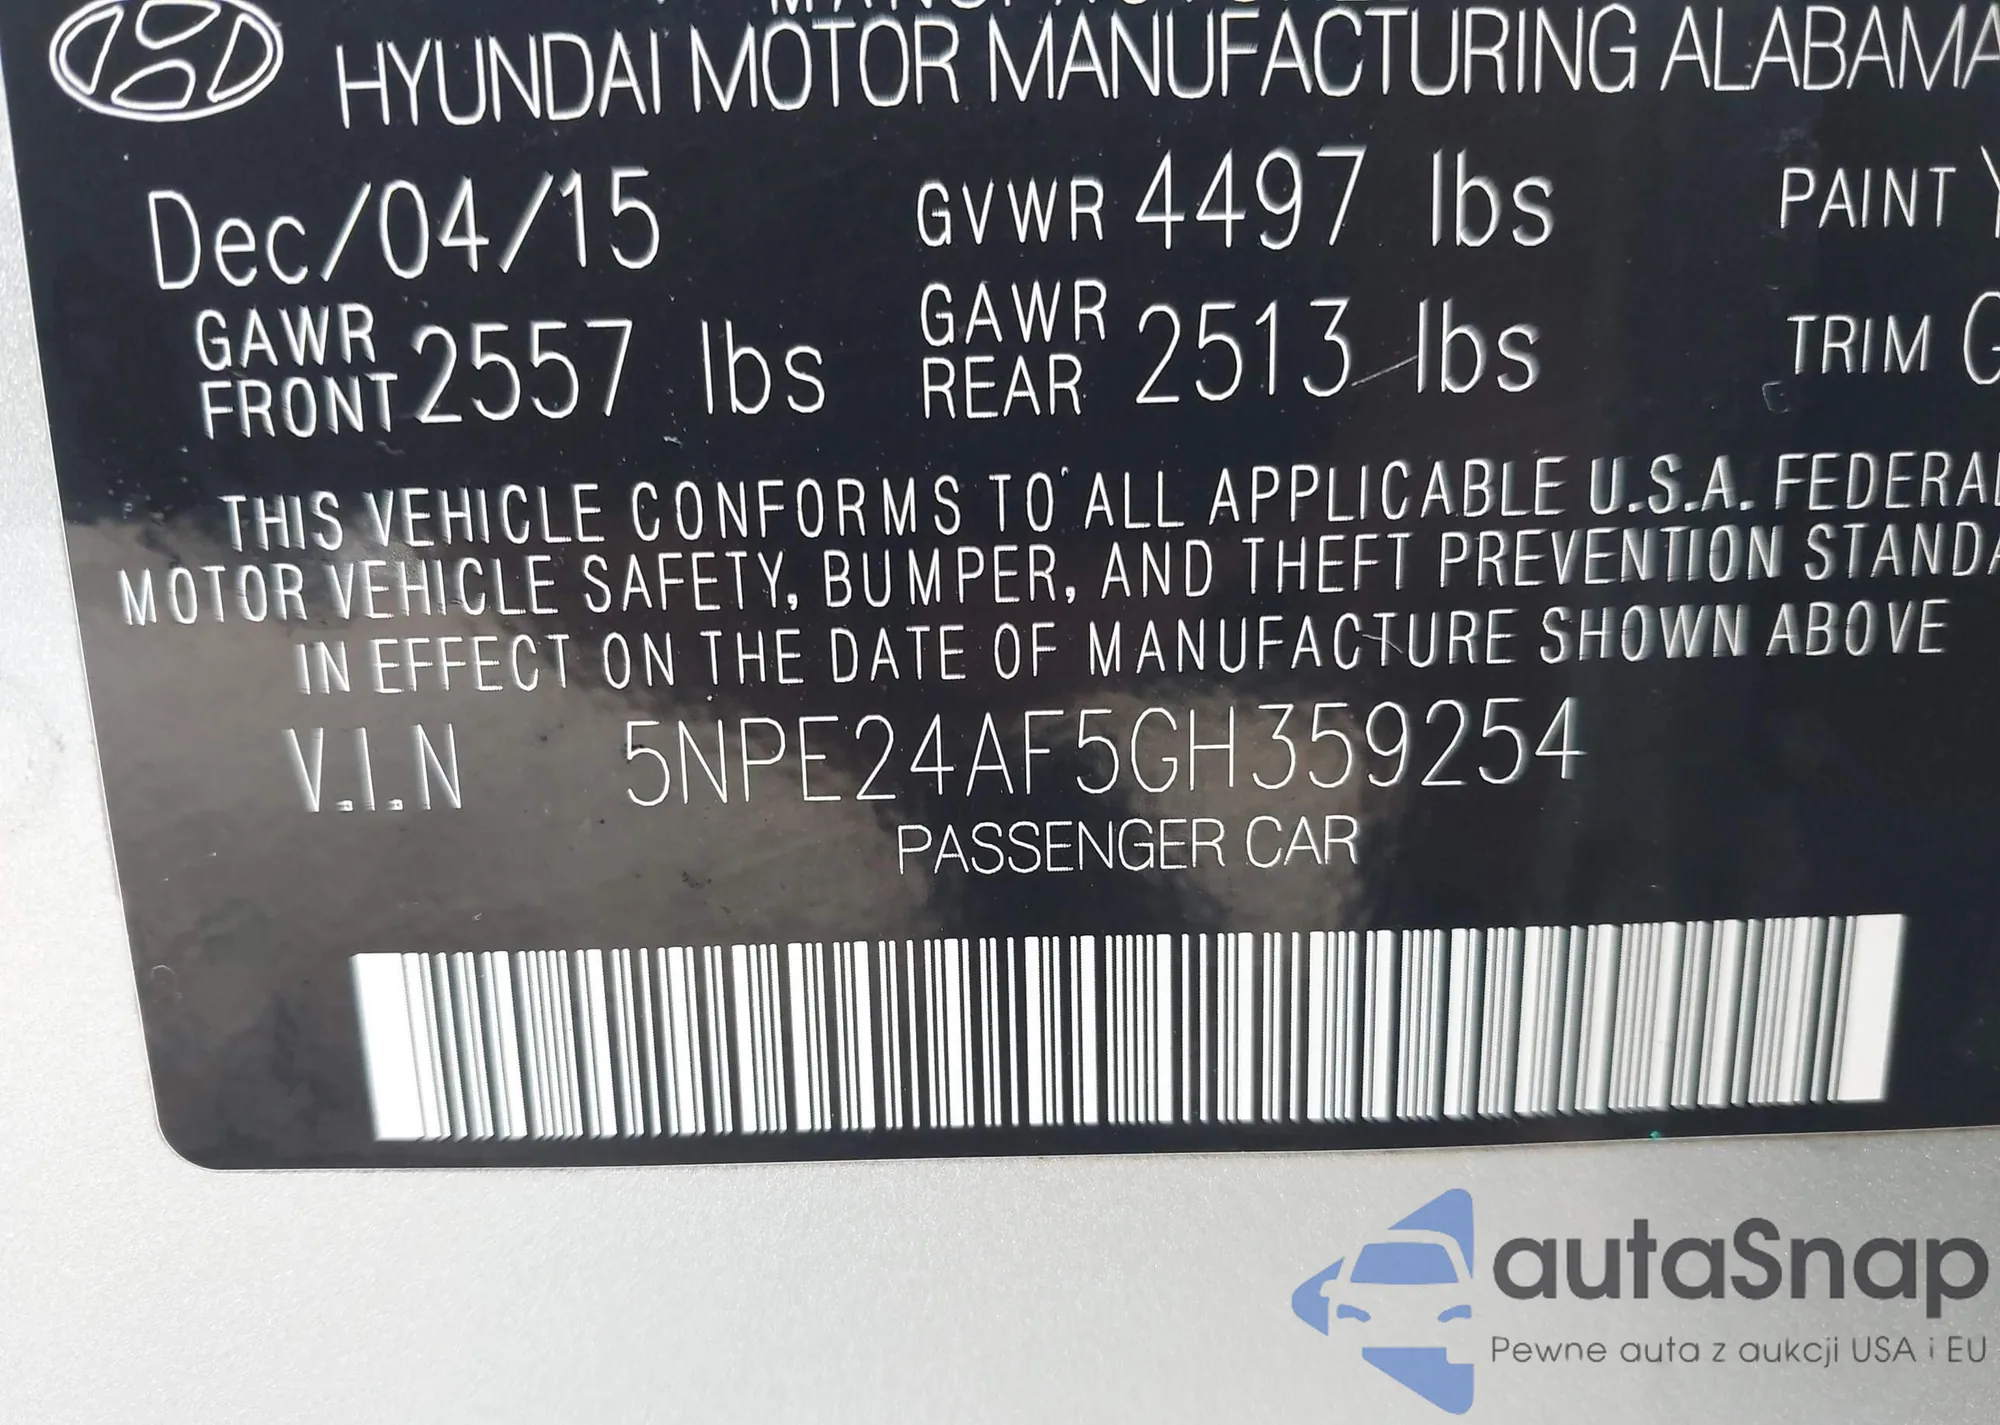 HYUNDAI MOTOR MANUFACTURING ALABAMA
Dec/04/15 GVWR 4497 lbs PAINT
GAWR FRONT 2557 lbs GAWR REAR 2513 lbs TRIM
THIS VEHICLE CONFORMS TO ALL APPLICABLE U.S.A. FEDERAL
MOTOR VEHICLE SAFETY, BUMPER, AND THEFT PREVENTION STANDA
IN EFFECT ON THE DATE OF MANUFACTURE SHOWN ABOVE
V.I.N 5NPE24AF5GH359254
PASSENGER CAR
autaSnap
Pewne auta z aukcji USA i EU